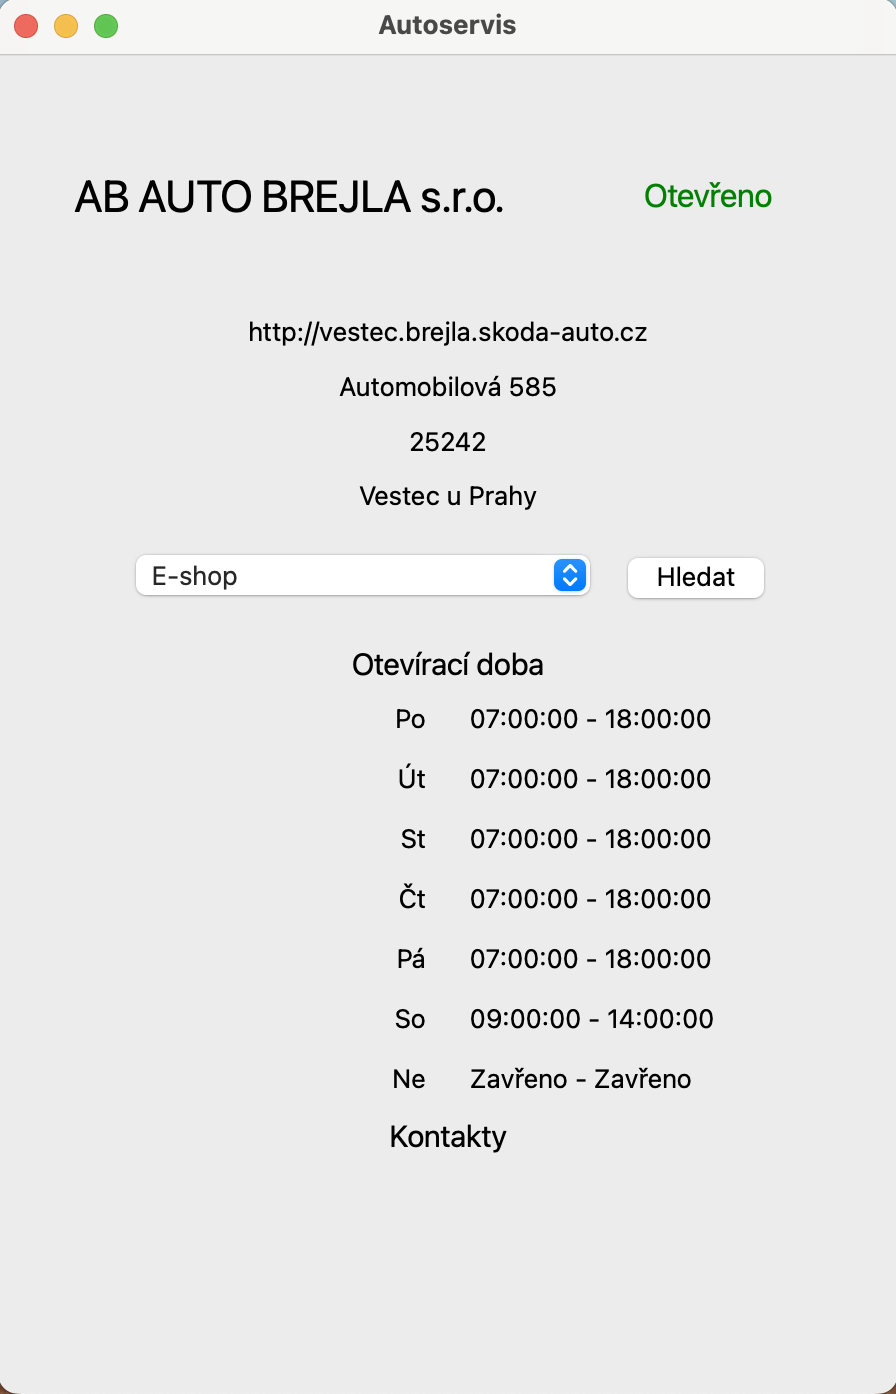 Autoservis
AB AUTO BREJLA s.r.o. Otevřeno
http://vestec.brejla.skoda-auto.cz
Automobilová 585
25242
Vestec u Prahy
E-shop Hledat
Otevírací doba
Po 07:00:00 - 18:00:00
Út 07:00:00 - 18:00:00
St 07:00:00 - 18:00:00
Čt 07:00:00 - 18:00:00
Pá 07:00:00 - 18:00:00
So 09:00:00 - 14:00:00
Ne Zavřeno - Zavřeno
Kontakty